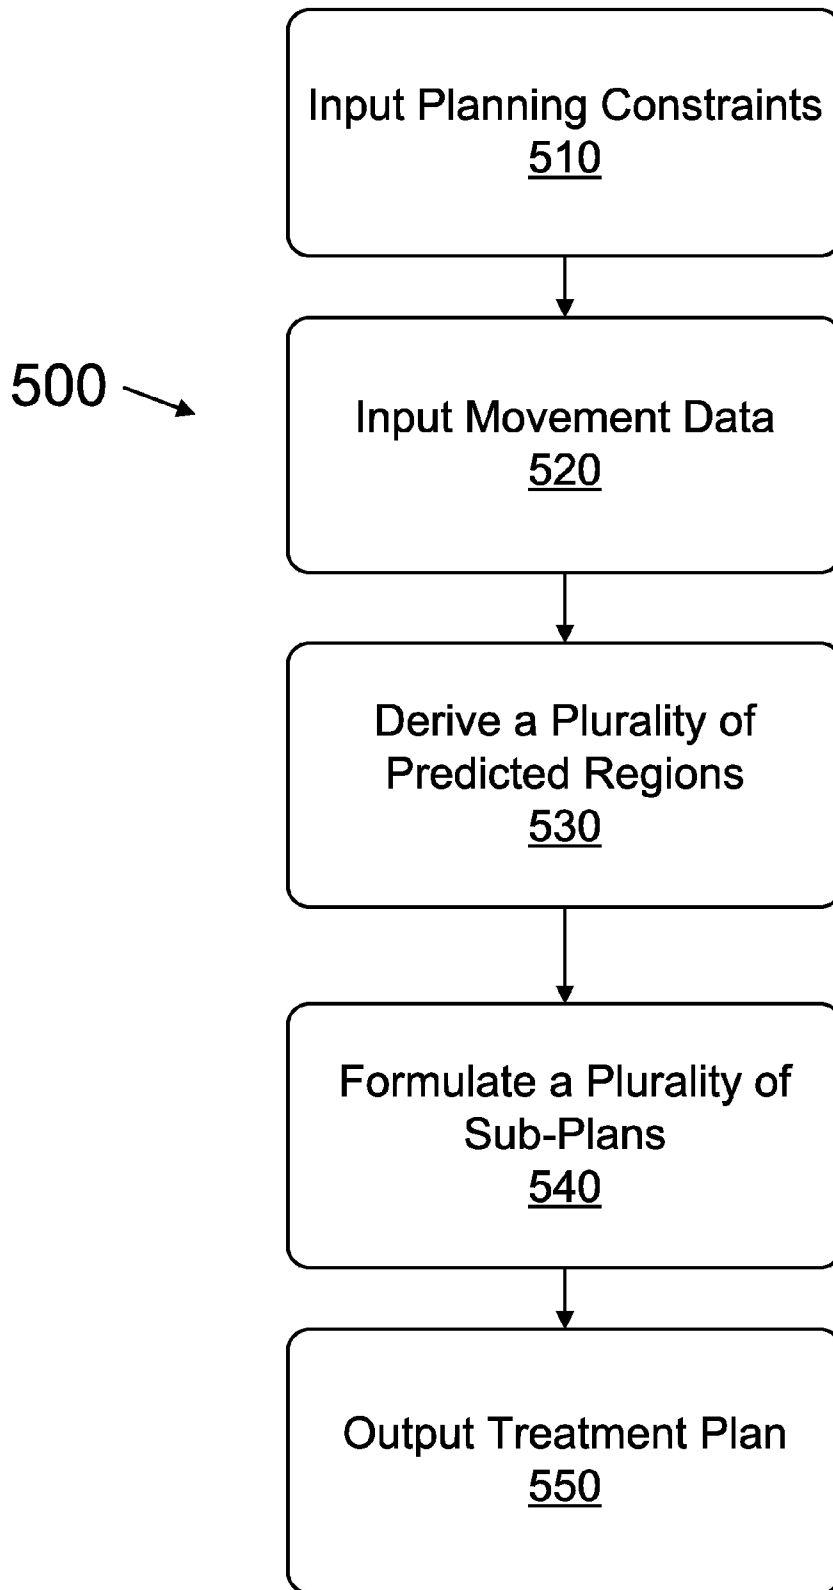 Input Planning Constraints
510
500
Input Movement Data
520
Derive a Plurality of
Predicted Regions
530
Formulate a Plurality of
Sub-Plans
540
Output Treatment Plan
550